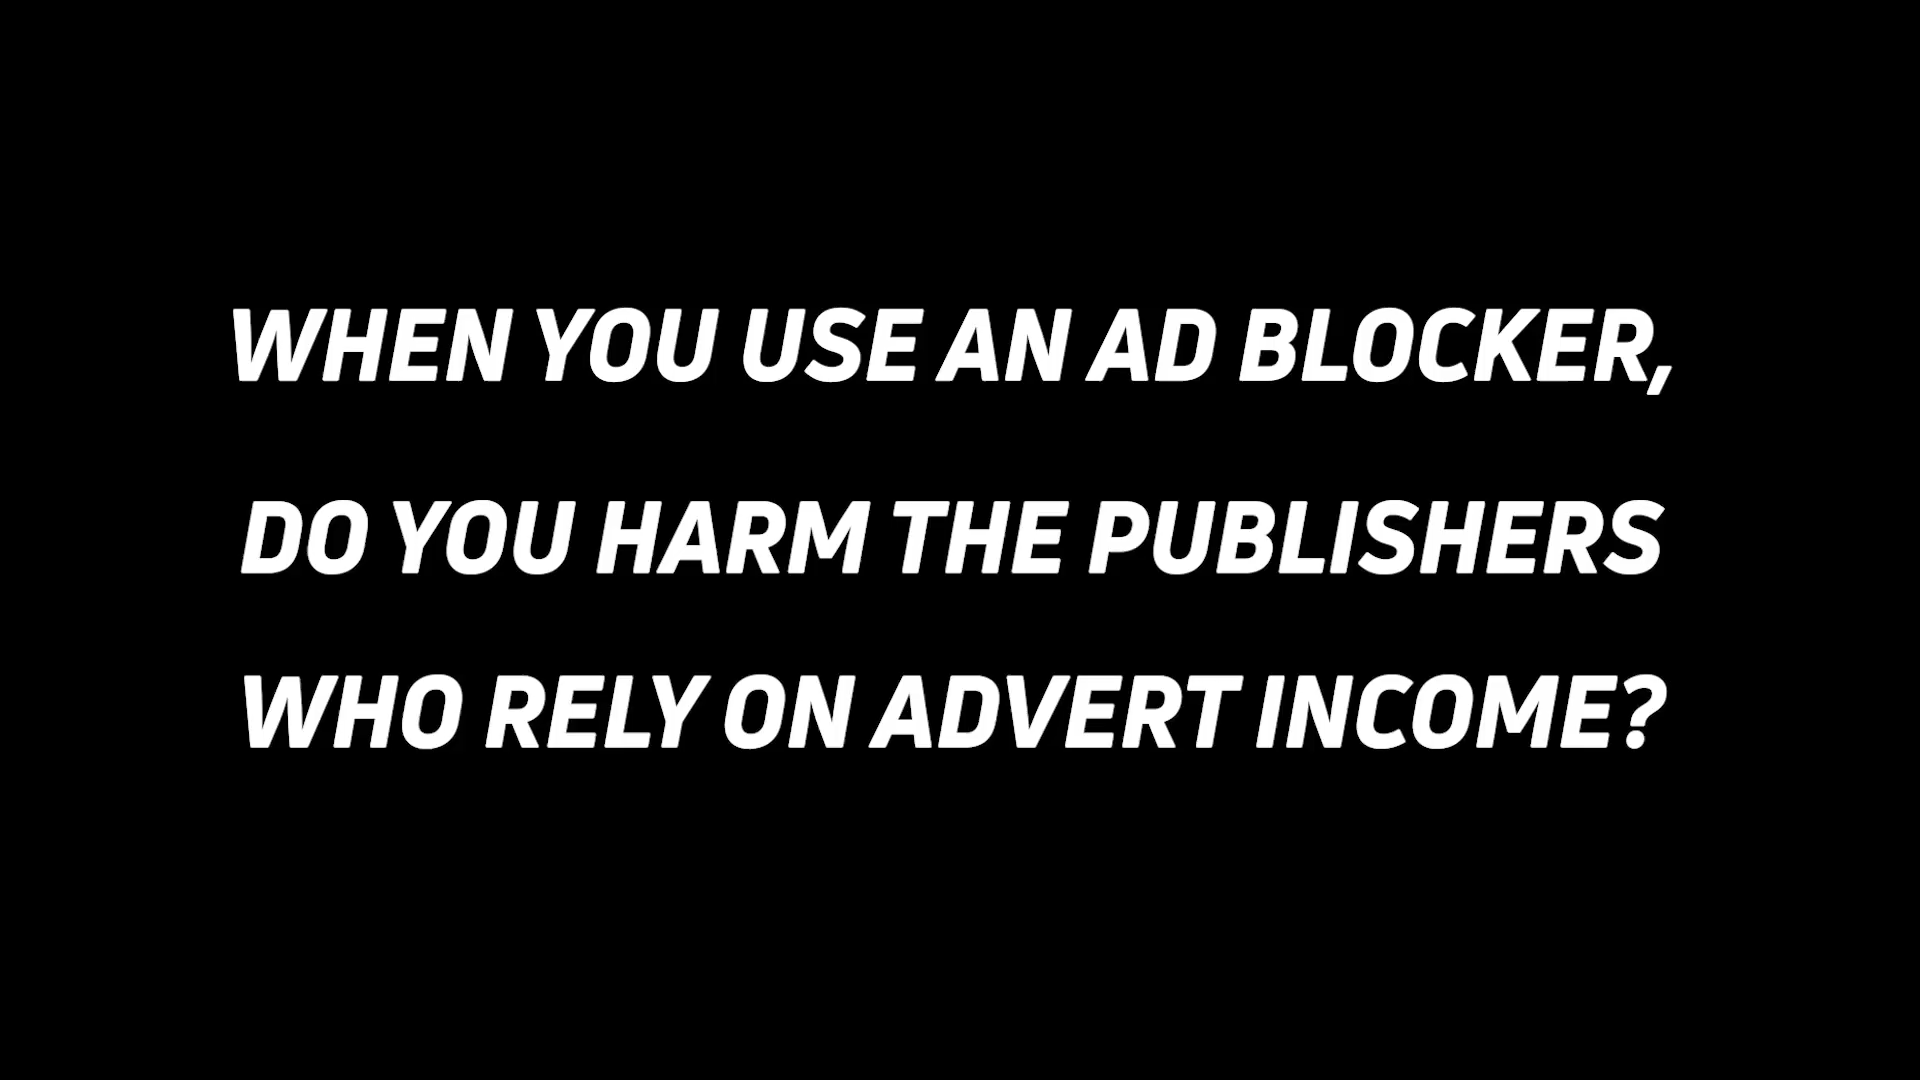 WHEN YOU USE AN AD BLOCKER,
DO YOU HARM THE PUBLISHERS
WHO RELY ON ADVERT INCOME?